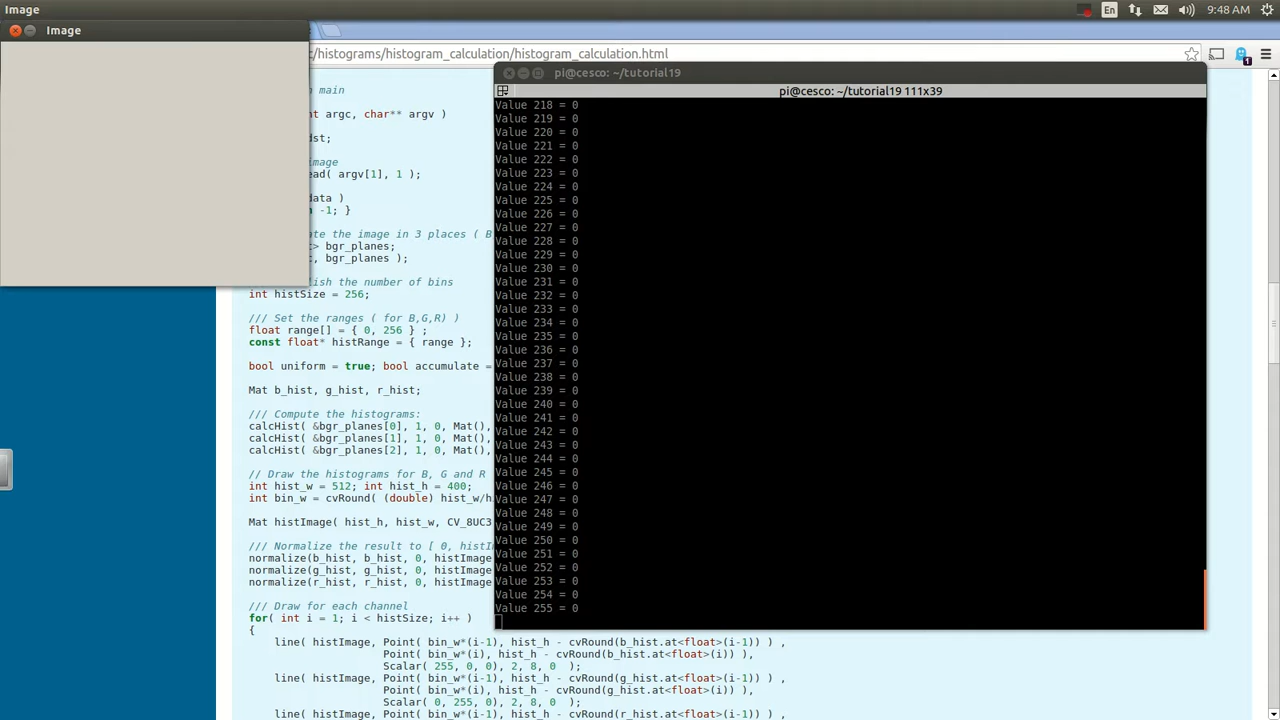 Image
En
9:48 AM
Image
:/histograms/histogram_calculation/histogram_calculation.html
1
main
nt argc, char** argv )
dst;
image
ead( argv[1], 1 );
data )
n -1; }
ate the image in 3 places ( B
t> bgr_planes;
c, bgr_planes );
lish the number of bins
int histSize = 256;
/// Set the ranges ( for B,G,R) )
float range[] = { 0, 256 } ;
const float* histRange = { range };
bool uniform = true; bool accumulate =
Mat b_hist, g_hist, r_hist;
/// Compute the histograms:
calcHist( &bgr_planes[0], 1, 0, Mat(),
calcHist( &bgr_planes[1], 1, 0, Mat(),
calcHist( &bgr_planes[2], 1, 0, Mat(),
// Draw the histograms for B, G and R
int hist_w = 512; int hist_h = 400;
int bin_w = cvRound( (double) hist_w/h
Mat histImage( hist_h, hist_w, CV_8UC3
/// Normalize the result to [ 0, histI
normalize(b_hist, b_hist, 0, histImage
normalize(g_hist, g_hist, 0, histImage
normalize(r_hist, r_hist, 0, histImage
/// Draw for each channel
for( int i = 1; i < histSize; i++ )
{
line( histImage, Point( bin_w*(i-1), hist_h - cvRound(b_hist.at<float>(i-1)) ) ,
Point( bin_w*(i), hist_h - cvRound(b_hist.at<float>(i)) ),
Scalar( 255, 0, 0), 2, 8, 0 );
line( histImage, Point( bin_w*(i-1), hist_h - cvRound(g_hist.at<float>(i-1)) ) ,
Point( bin_w*(i), hist_h - cvRound(g_hist.at<float>(i)) ),
Scalar( 0, 255, 0), 2, 8, 0 );
line( histImage, Point( bin_w*(i-1), hist_h - cvRound(r_hist.at<float>(i-1)) ) ,
pi@cesco: ~/tutorial19
pi@cesco: ~/tutorial19 111x39
Value 218 = 0
Value 219 = 0
Value 220 = 0
Value 221 = 0
Value 222 = 0
Value 223 = 0
Value 224 = 0
Value 225 = 0
Value 226 = 0
Value 227 = 0
Value 228 = 0
Value 229 = 0
Value 230 = 0
Value 231 = 0
Value 232 = 0
Value 233 = 0
Value 234 = 0
Value 235 = 0
Value 236 = 0
Value 237 = 0
Value 238 = 0
Value 239 = 0
Value 240 = 0
Value 241 = 0
Value 242 = 0
Value 243 = 0
Value 244 = 0
Value 245 = 0
Value 246 = 0
Value 247 = 0
Value 248 = 0
Value 249 = 0
Value 250 = 0
Value 251 = 0
Value 252 = 0
Value 253 = 0
Value 254 = 0
Value 255 = 0